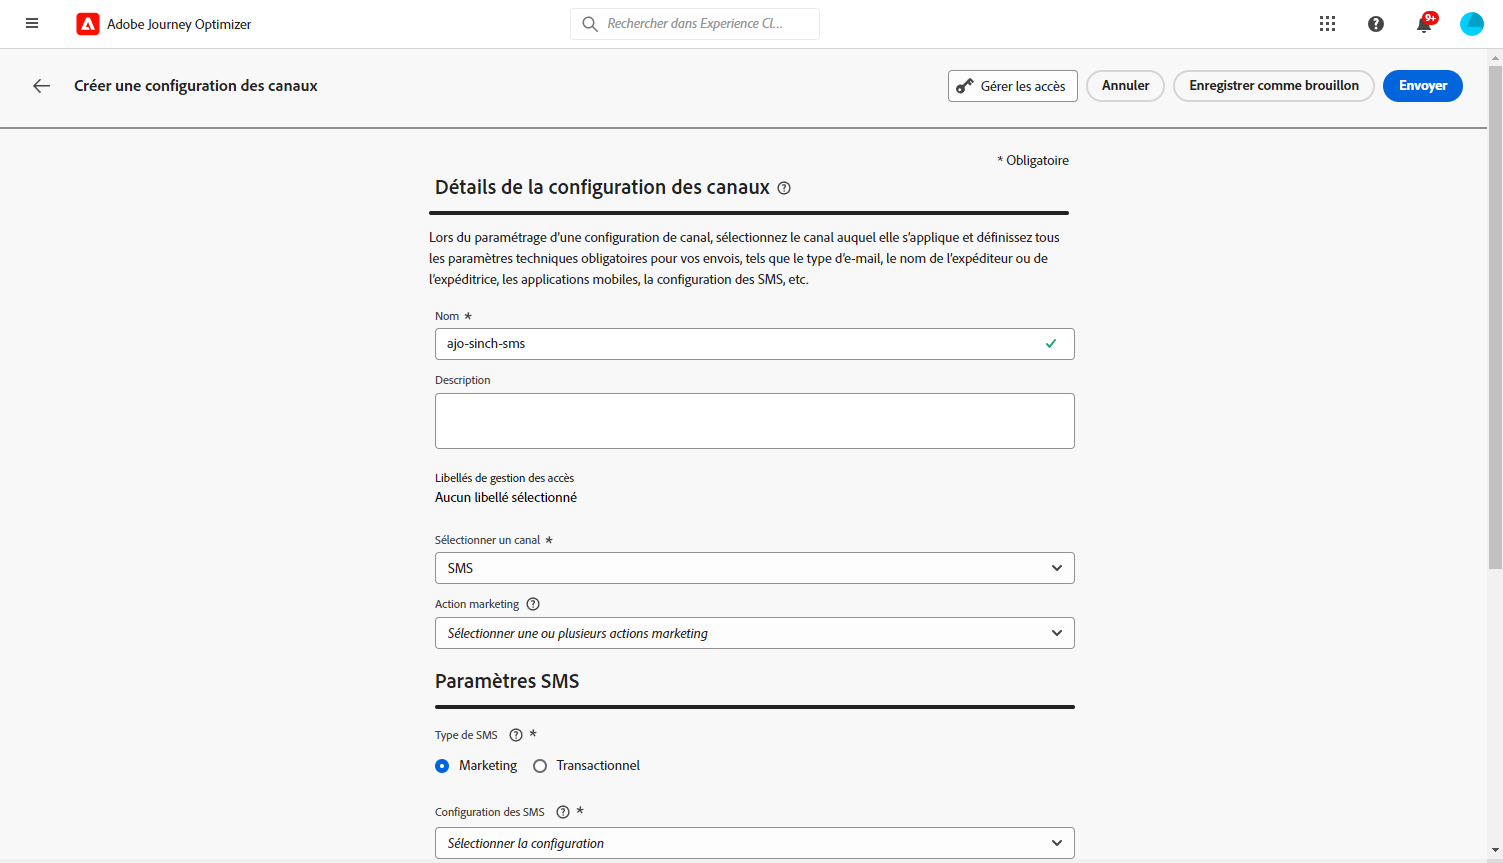 Adobe Journey Optimizer
Rechercher dans Experience Cl...
9+
Créer une configuration des canaux
Gérer les accès
Annuler
Enregistrer comme brouillon
Envoyer
* Obligatoire
Détails de la configuration des canaux
Lors du paramétrage d’une configuration de canal, sélectionnez le canal auquel elle s’applique et définissez tous
les paramètres techniques obligatoires pour vos envois, tels que le type d’e-mail, le nom de l’expéditeur ou de
l’expéditrice, les applications mobiles, la configuration des SMS, etc.
Nom *
ajo-sinch-sms
Description
Libellés de gestion des accès
Aucun libellé sélectionné
Sélectionner un canal *
SMS
Action marketing
Sélectionner une ou plusieurs actions marketing
Paramètres SMS
Type de SMS *
Marketing
Transactionnel
Configuration des SMS *
Sélectionner la configuration